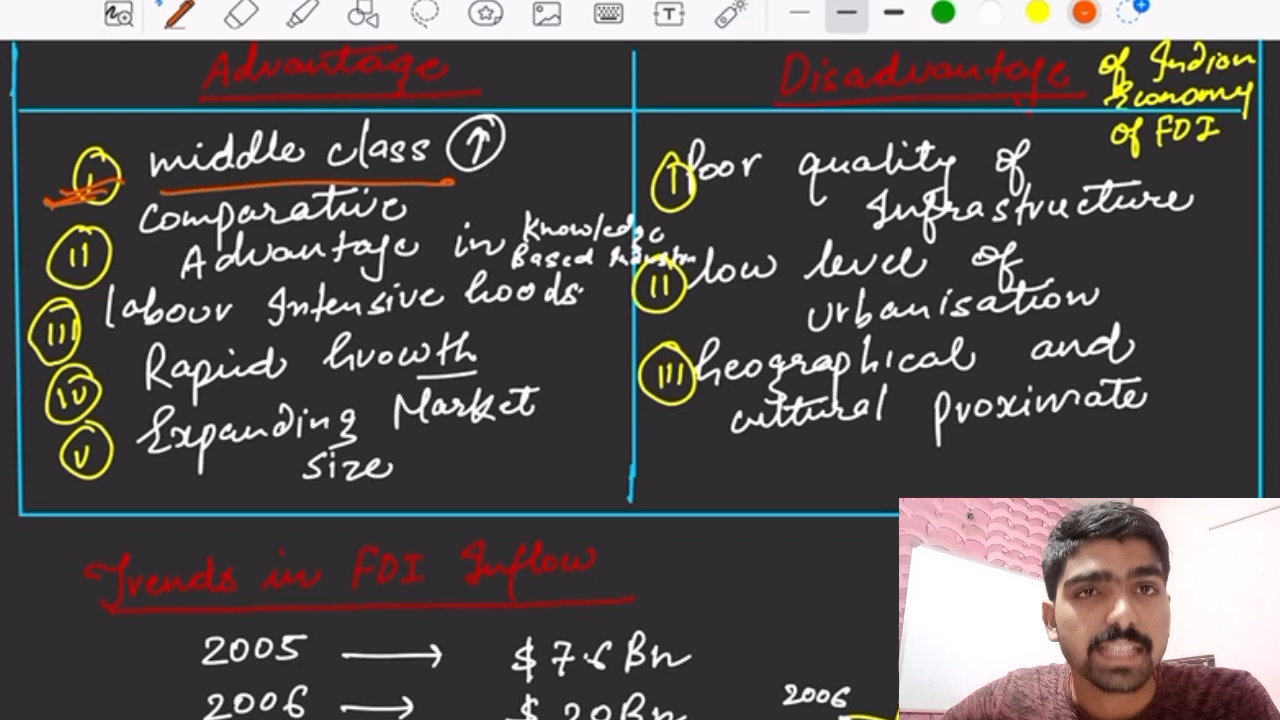 Advantage
Disadvantage
of Indian
Economy
of FDI
I middle class ↑
II comparative
Advantage in Knowledge
Based
III labour Intensive Goods
IV Rapid Growth
V Expanding Market
size
I Poor quality of
Infrastructure
II low level of
urbanisation
III Geographical and
cultural proximate
Trends in FDI Inflow
2005 → $ 7.6 Bn
2006 → $ 20 Bn
2006